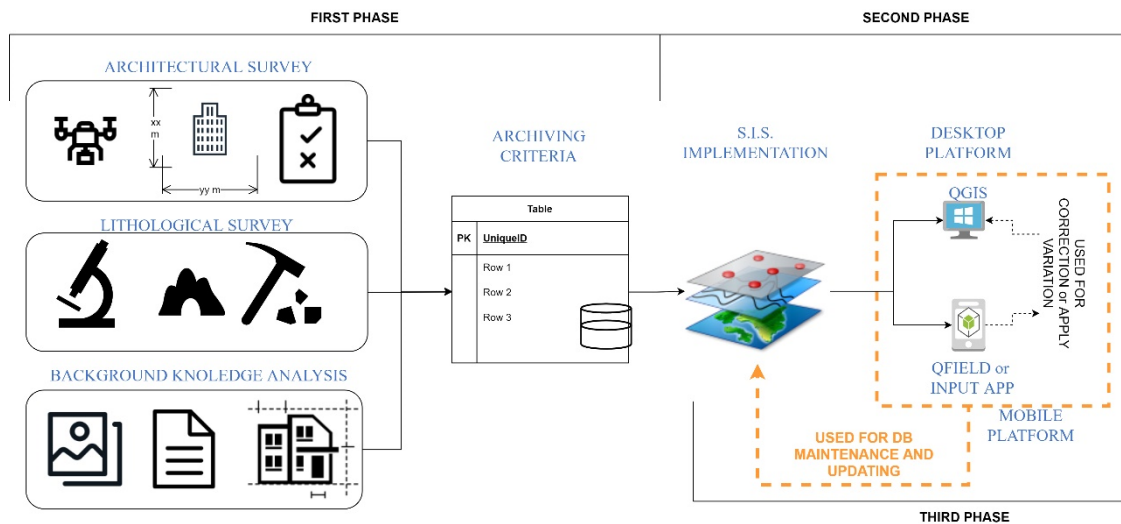 FIRST PHASE
SECOND PHASE
ARCHITECTURAL SURVEY
xx
m
yy m
LITHOLOGICAL SURVEY
BACKGROUND KNOLEDGE ANALYSIS
ARCHIVING
CRITERIA
Table
PK
UniqueID
Row 1
Row 2
Row 3
S.I.S.
IMPLEMENTATION
DESKTOP
PLATFORM
QGIS
USED FOR
CORRECTION or APPLY
VARIATION
QFIELD or
INPUT APP
MOBILE
PLATFORM
USED FOR DB
MAINTENANCE AND
UPDATING
THIRD PHASE